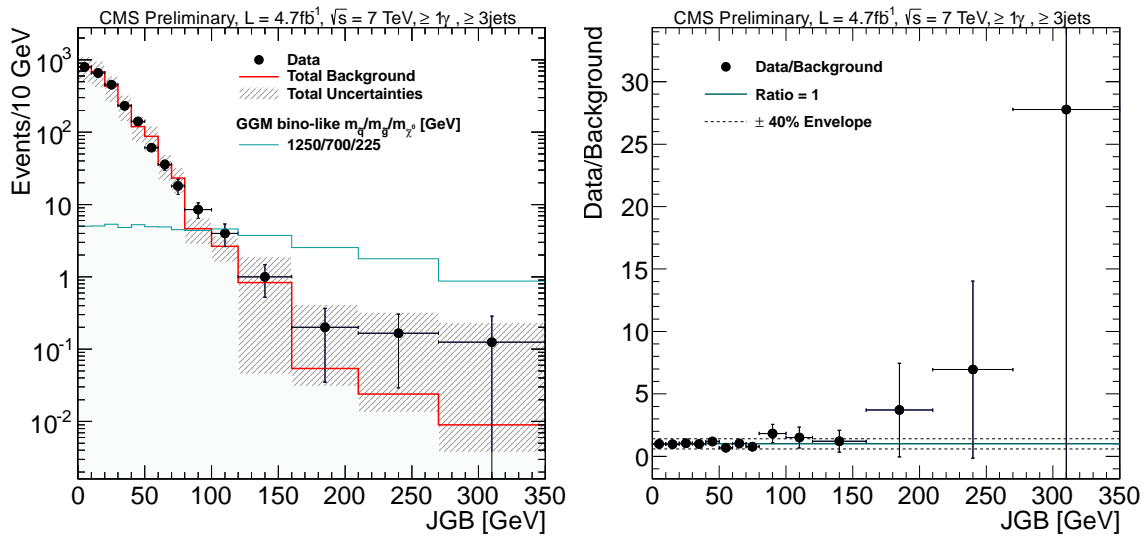 CMS Preliminary, L = 4.7fb⁻¹, √s = 7 TeV, ≥ 1γ , ≥ 3jets
Events/10 GeV
10³
10²
10
1
10⁻¹
10⁻²
Data
Total Background
Total Uncertainties
GGM bino-like m_q̃/m_g̃/m_χ̃⁰ [GeV]
1250/700/225
0 50 100 150 200 250 300 350
JGB [GeV]
CMS Preliminary, L = 4.7fb⁻¹, √s = 7 TeV, ≥ 1γ , ≥ 3jets
Data/Background
30
25
20
15
10
5
0
Data/Background
Ratio = 1
± 40% Envelope
0 50 100 150 200 250 300 350
JGB [GeV]